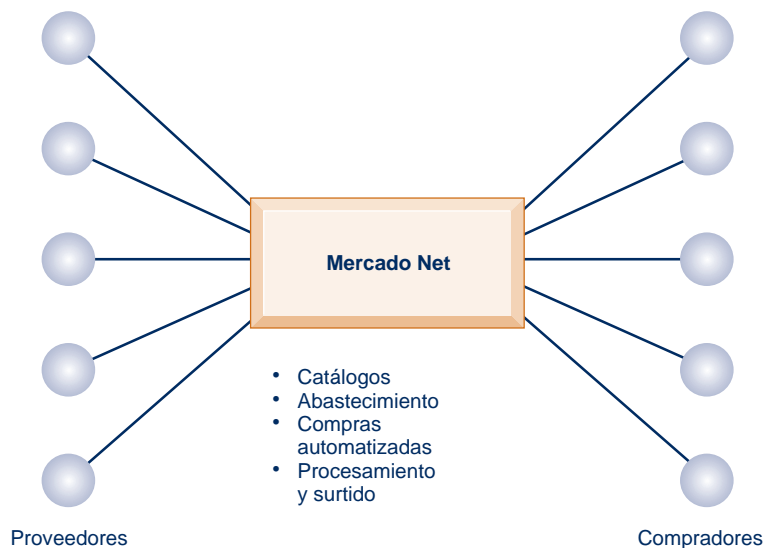 Mercado Net
• Catálogos
• Abastecimiento
• Compras
automatizadas
• Procesamiento
y surtido
Proveedores
Compradores